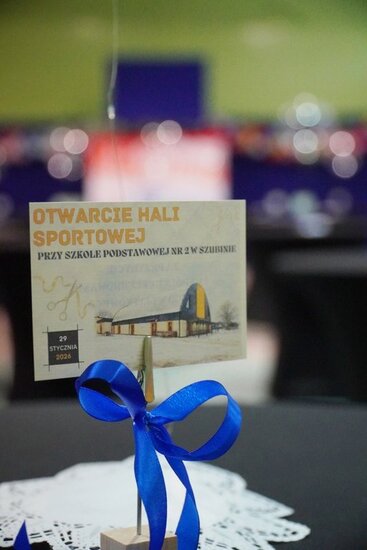 OTWARCIE HALI
SPORTOWEJ
PRZY SZKOLE PODSTAWOWEJ NR 2 W SZUBINIE
29
STYCZNIA
2026